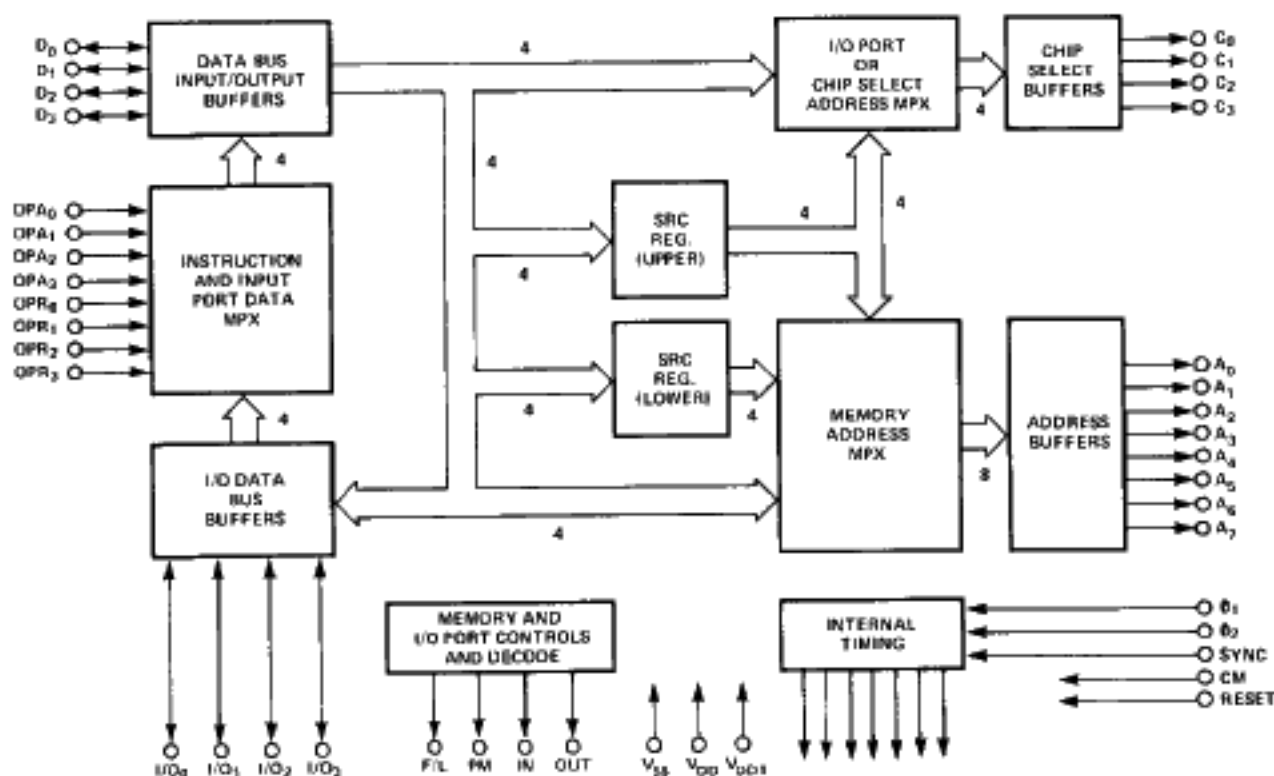 D0
D1
D2
D3
DATA BUS
INPUT/OUTPUT
BUFFERS
4
I/O PORT
OR
CHIP SELECT
ADDRESS MPX
4
CHIP
SELECT
BUFFERS
C0
C1
C2
C3
4
4
OPA0
OPA1
OPA2
OPA3
OPR0
OPR1
OPR2
OPR3
INSTRUCTION
AND INPUT
PORT DATA
MPX
4
SRC
REG.
(UPPER)
4
4
4
SRC
REG.
(LOWER)
4
4
I/O DATA
BUS
BUFFERS
MEMORY
ADDRESS
MPX
8
ADDRESS
BUFFERS
A0
A1
A2
A3
A4
A5
A6
A7
4
MEMORY AND
I/O PORT CONTROLS
AND DECODE
INTERNAL
TIMING
θ1
θ2
SYNC
CM
RESET
I/O0
I/O1
I/O2
I/O3
F/L
PM
IN
OUT
VSS
VDD
VDD1